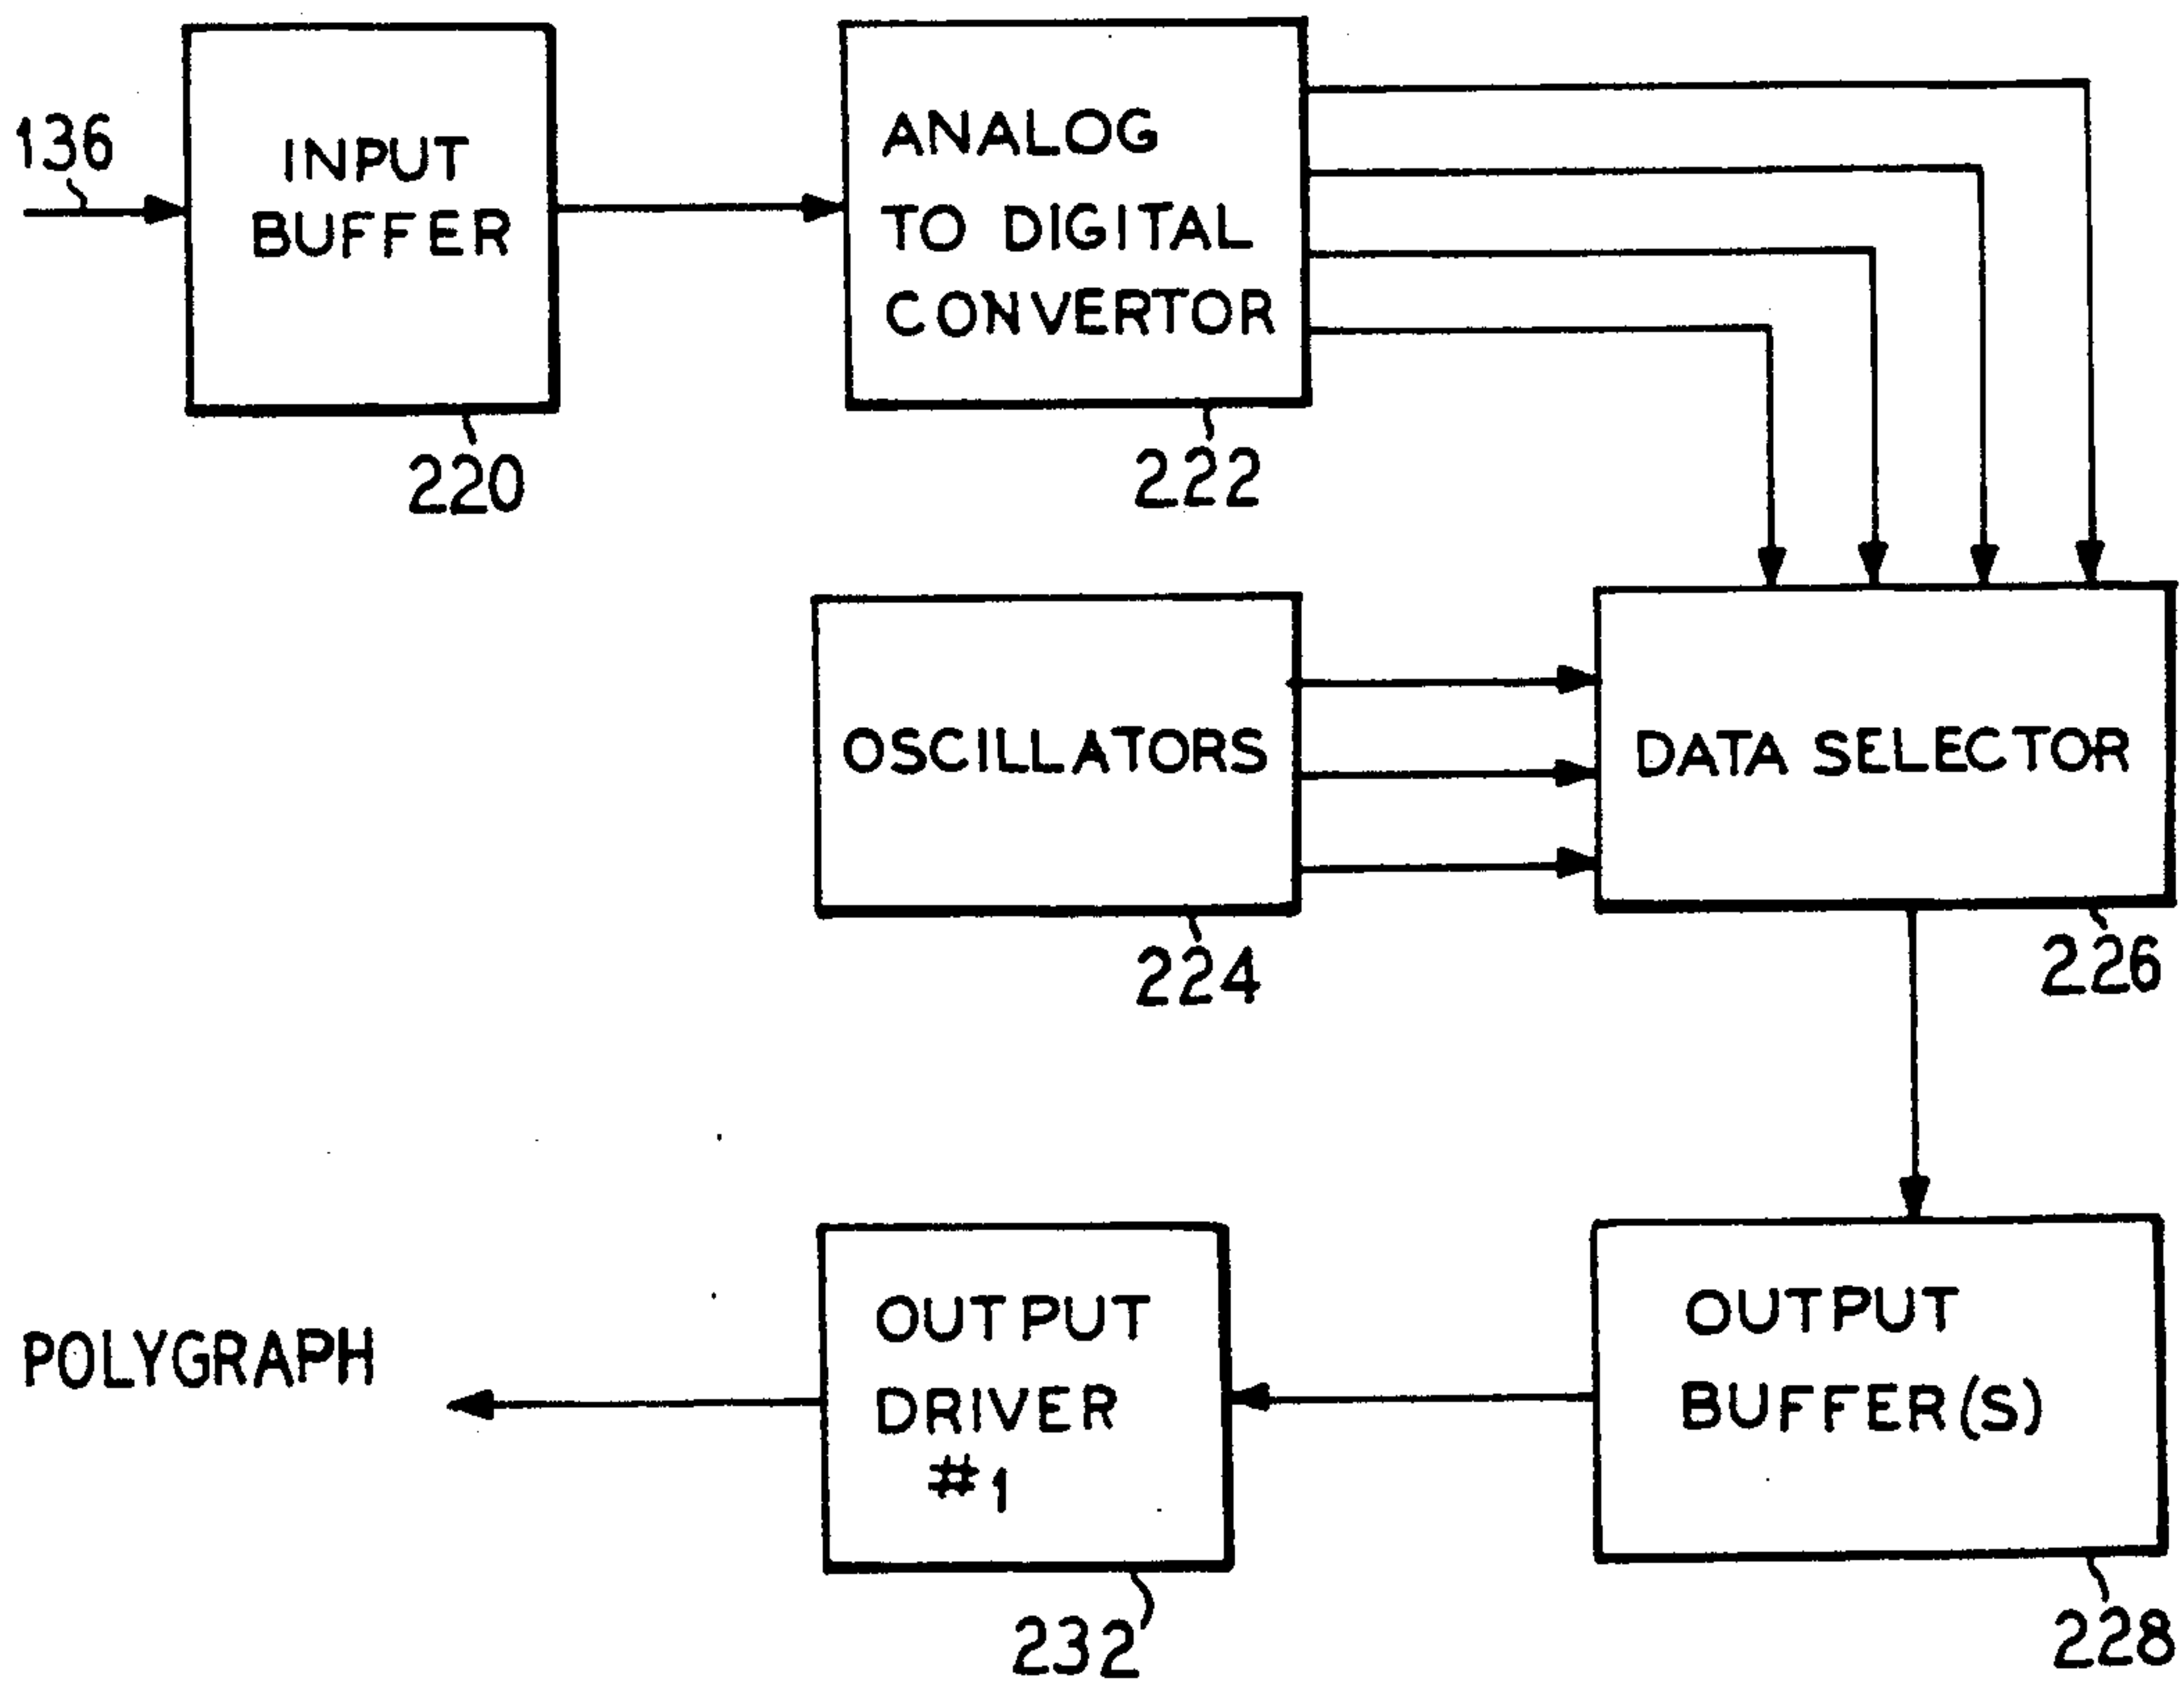 136
INPUT
BUFFER
220
ANALOG
TO DIGITAL
CONVERTOR
222
OSCILLATORS
224
DATA SELECTOR
226
OUTPUT
BUFFER(S)
228
OUTPUT
DRIVER
#1
232
POLYGRAPH